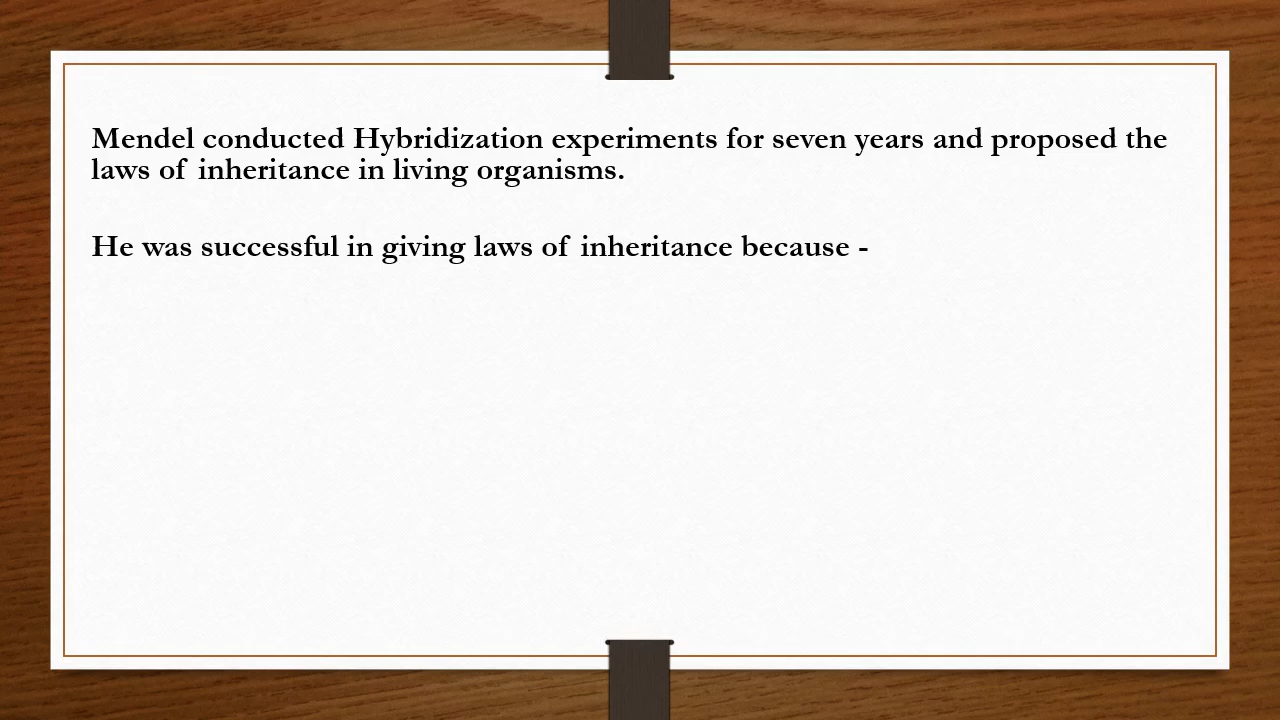 Mendel conducted Hybridization experiments for seven years and proposed the
laws of inheritance in living organisms.
He was successful in giving laws of inheritance because -